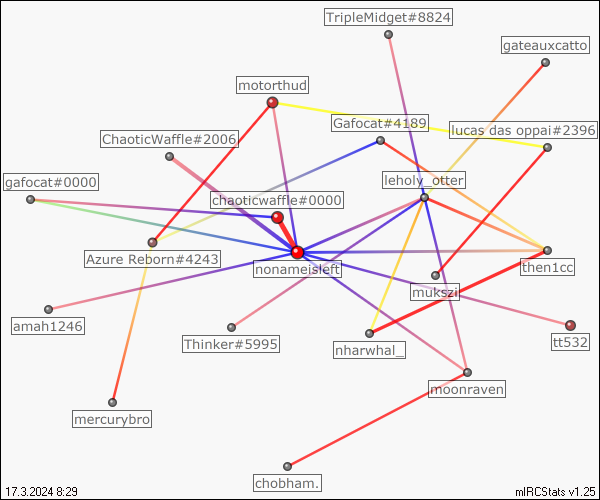 TripleMidget#8824
gateauxcatto
motorthud
Gafocat#4189
lucas das oppai#2396
ChaoticWaffle#2006
gafocat#0000
leholy_otter
chaoticwaffle#0000
Azure Reborn#4243
nonameisleft
then1cc
mukszi
amah1246
Thinker#5995
nharwhal_
tt532
moonraven
mercurybro
chobham.
17.3.2024 8:29
mIRCStats v1.25